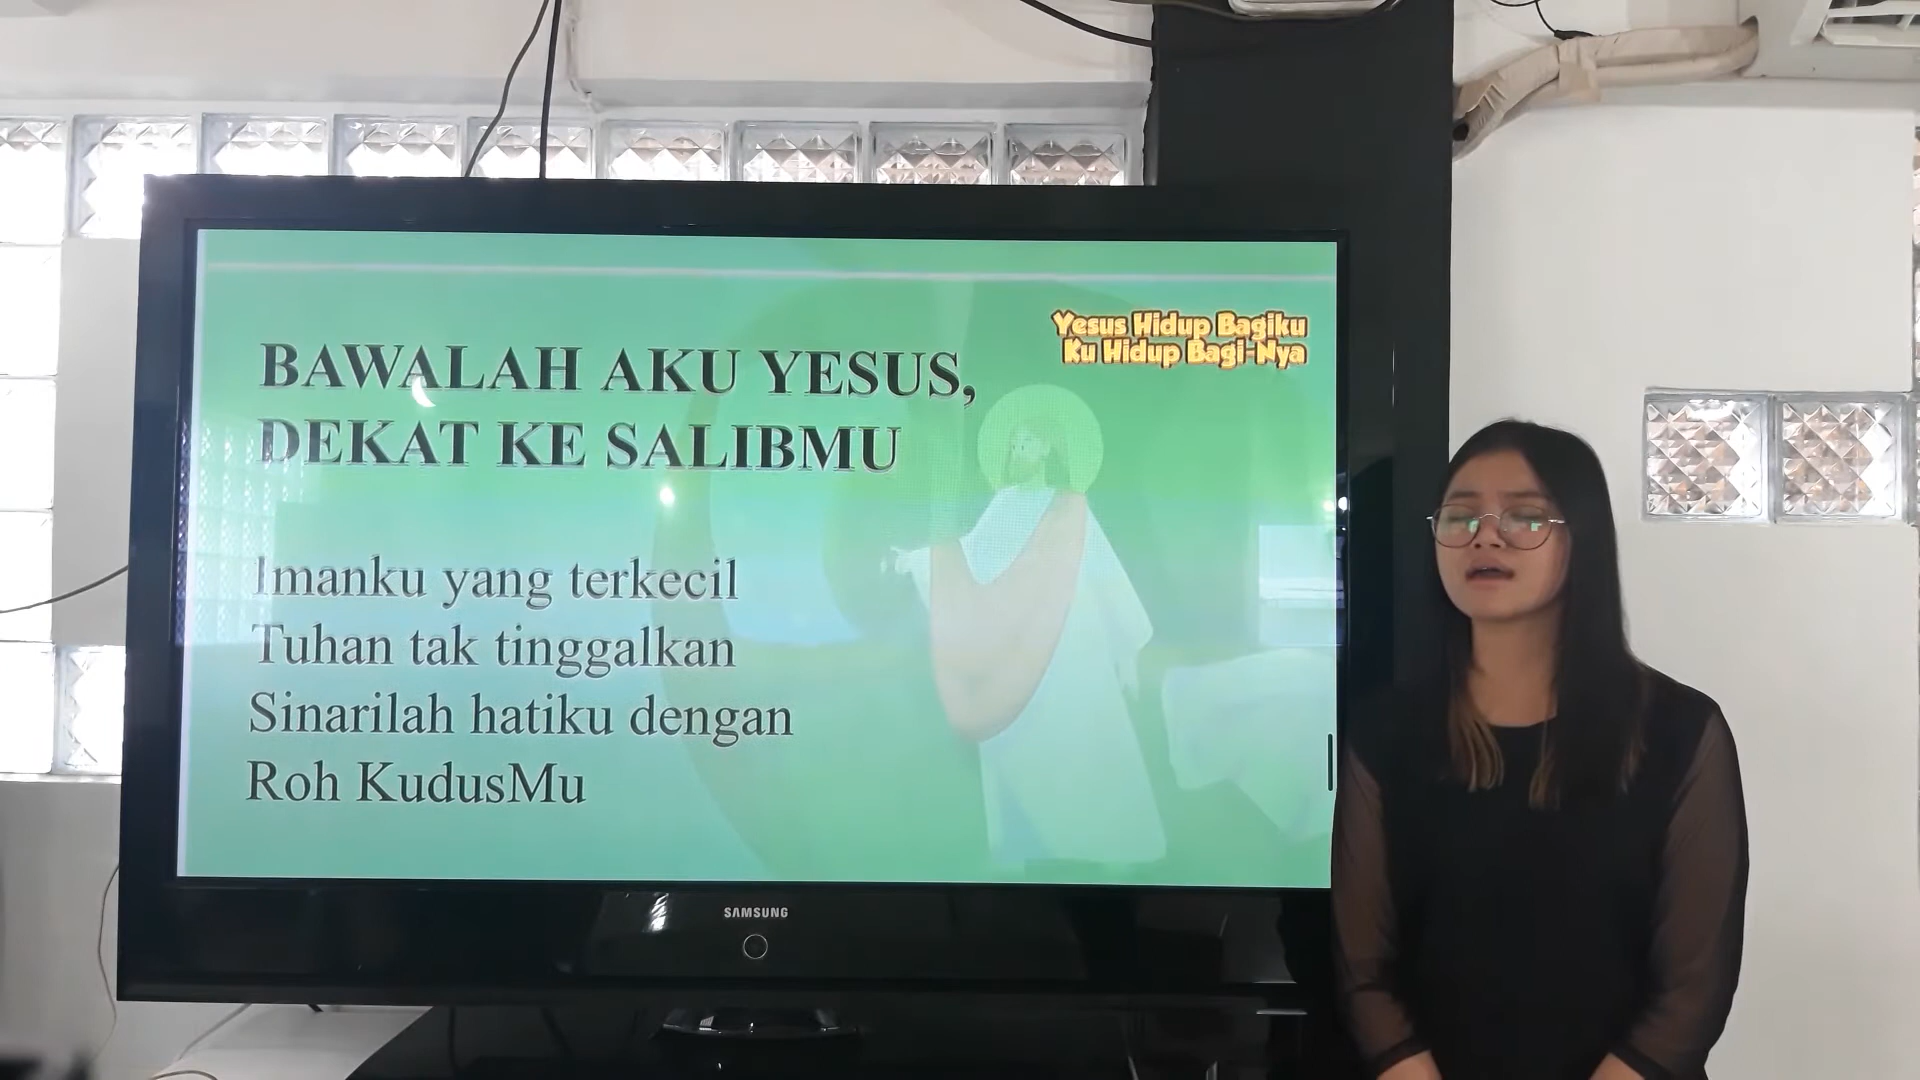 Yesus Hidup Bagiku
Ku Hidup Bagi-Nya
BAWALAH AKU YESUS,
DEKAT KE SALIBMU
Imanku yang terkecil
Tuhan tak tinggalkan
Sinarilah hatiku dengan
Roh KudusMu
SAMSUNG